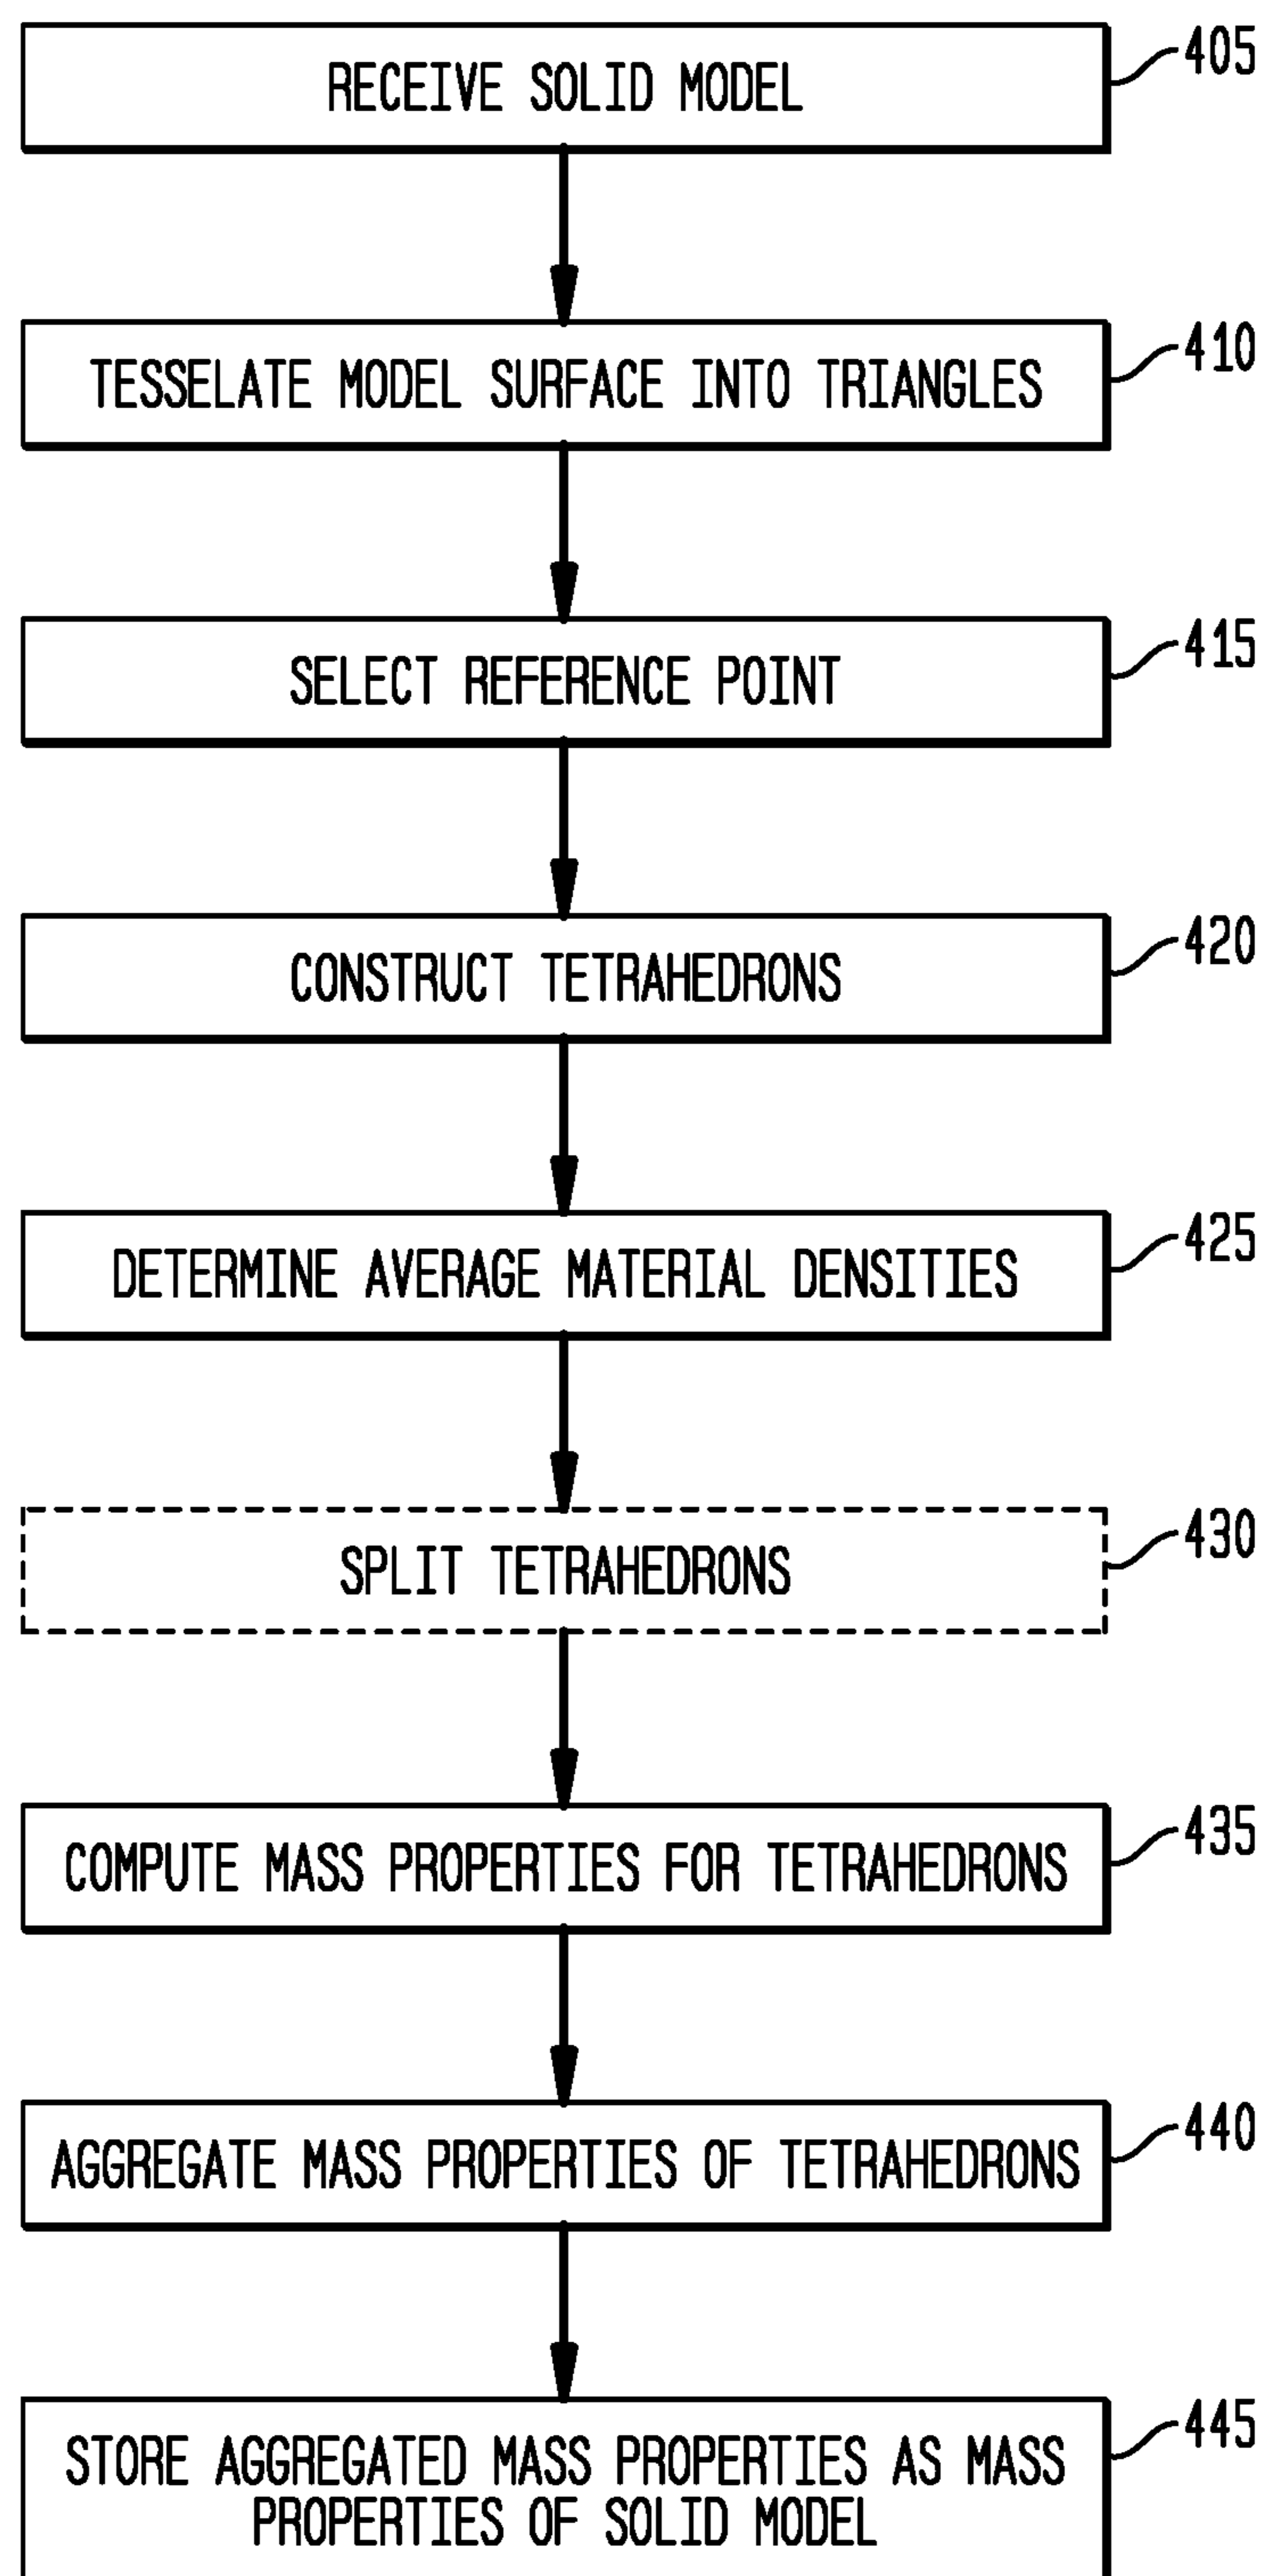 RECEIVE SOLID MODEL
405
TESSELATE MODEL SURFACE INTO TRIANGLES
410
SELECT REFERENCE POINT
415
CONSTRUCT TETRAHEDRONS
420
DETERMINE AVERAGE MATERIAL DENSITIES
425
SPLIT TETRAHEDRONS
430
COMPUTE MASS PROPERTIES FOR TETRAHEDRONS
435
AGGREGATE MASS PROPERTIES OF TETRAHEDRONS
440
STORE AGGREGATED MASS PROPERTIES AS MASS
PROPERTIES OF SOLID MODEL
445